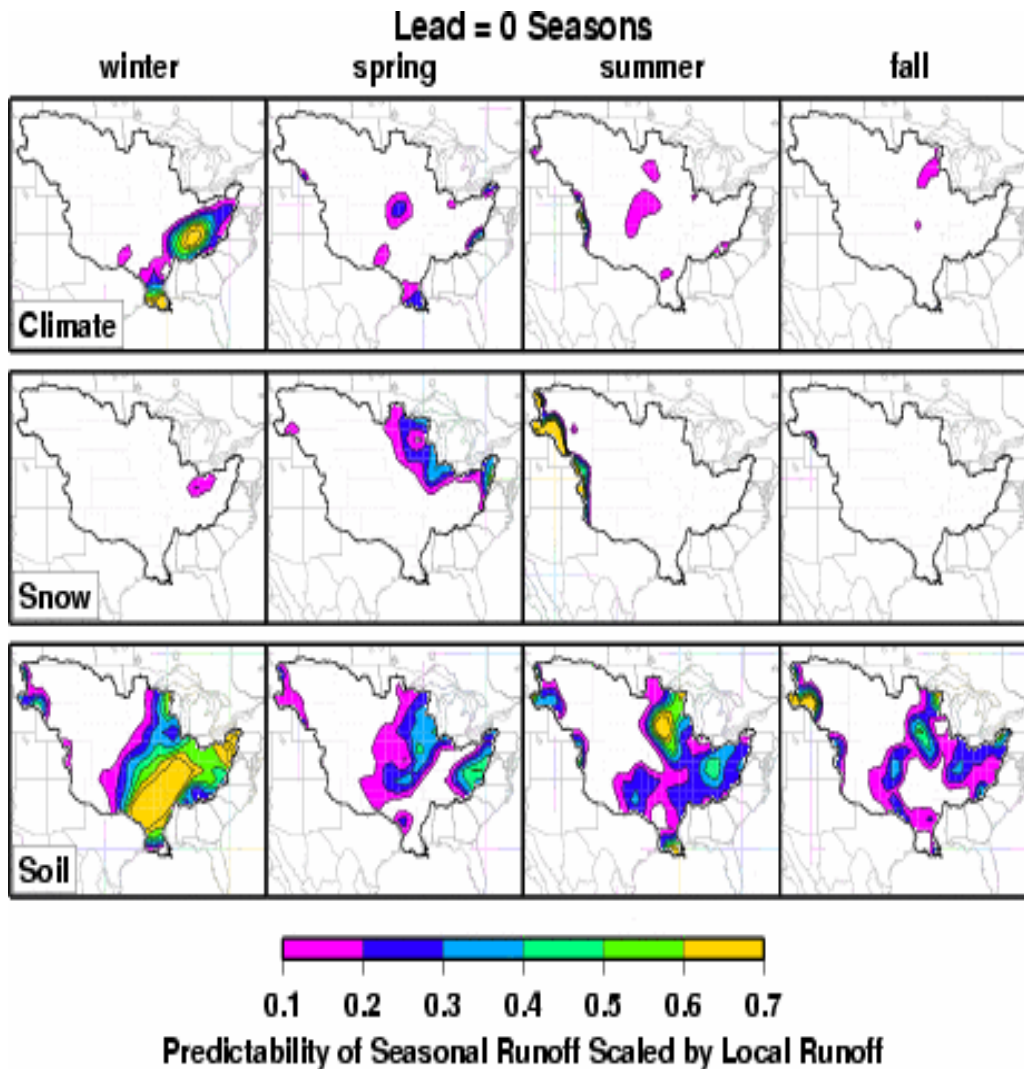 Lead = 0 Seasons
winter spring summer fall
Climate
Snow
Soil
0.1 0.2 0.3 0.4 0.5 0.6 0.7
Predictability of Seasonal Runoff Scaled by Local Runoff